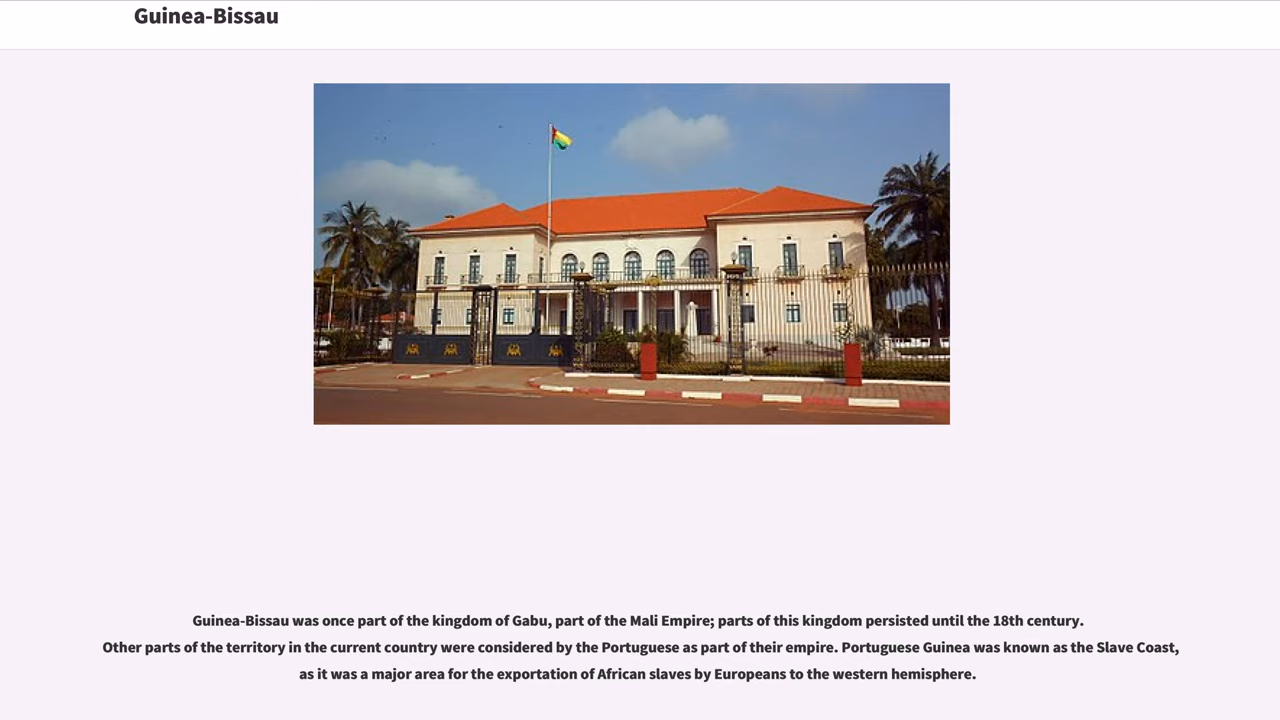 Guinea-Bissau
Guinea-Bissau was once part of the kingdom of Gabu, part of the Mali Empire; parts of this kingdom persisted until the 18th century.
Other parts of the territory in the current country were considered by the Portuguese as part of their empire. Portuguese Guinea was known as the Slave Coast,
as it was a major area for the exportation of African slaves by Europeans to the western hemisphere.